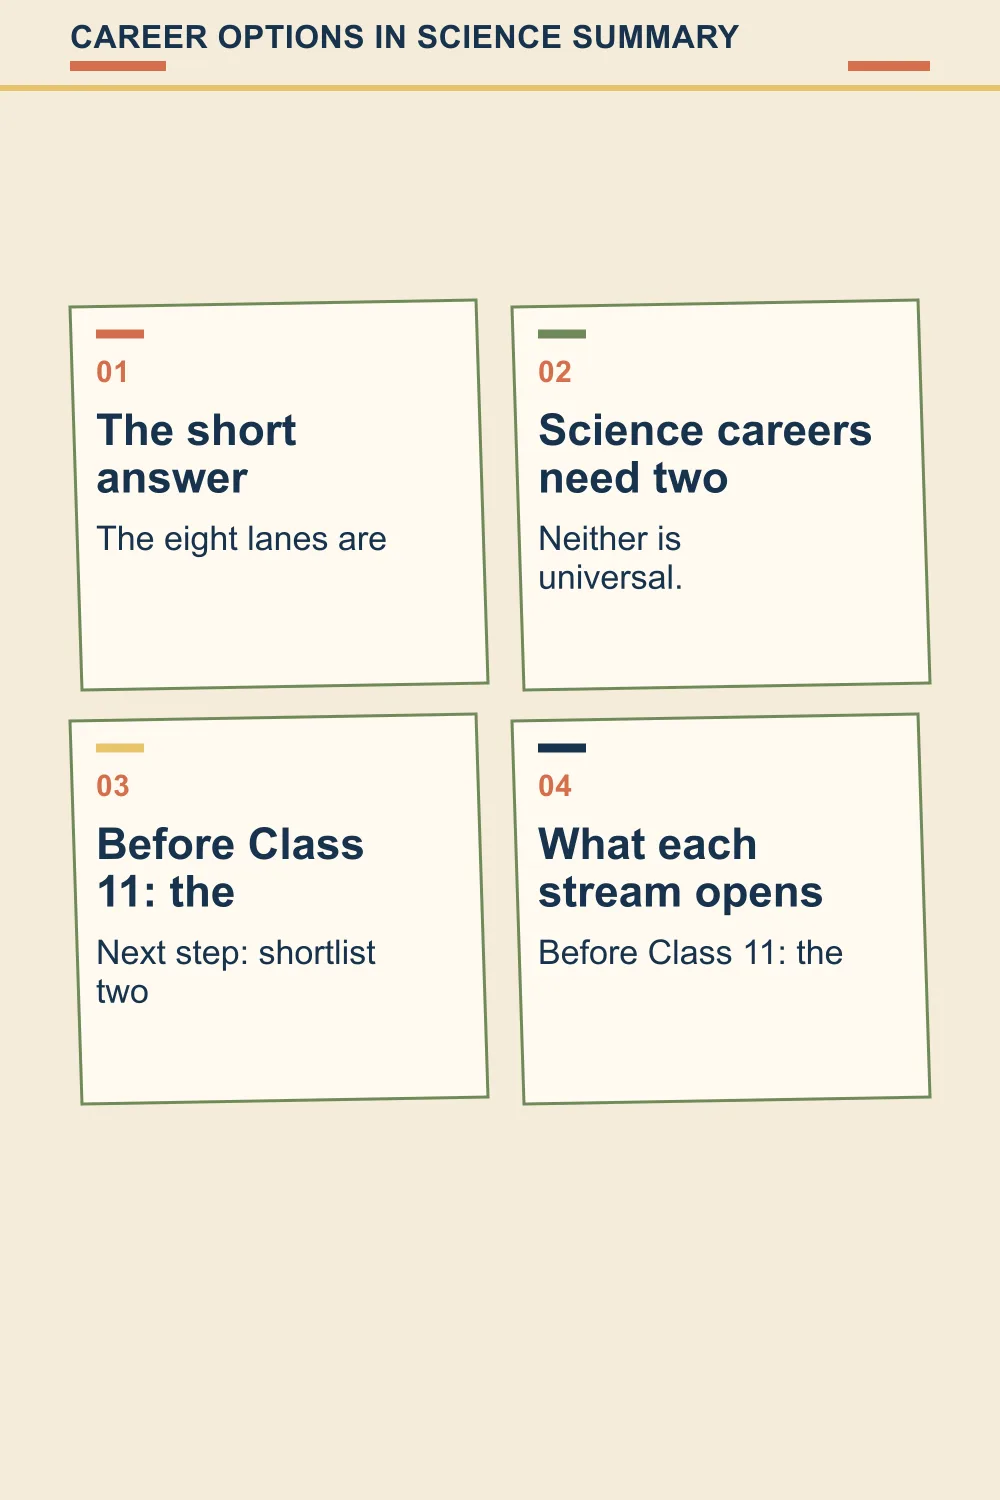 CAREER OPTIONS IN SCIENCE SUMMARY
01
The short
answer
The eight lanes are
02
Science careers
need two
Neither is
universal.
03
Before Class
11: the
Next step: shortlist
two
04
What each
stream opens
Before Class 11: the